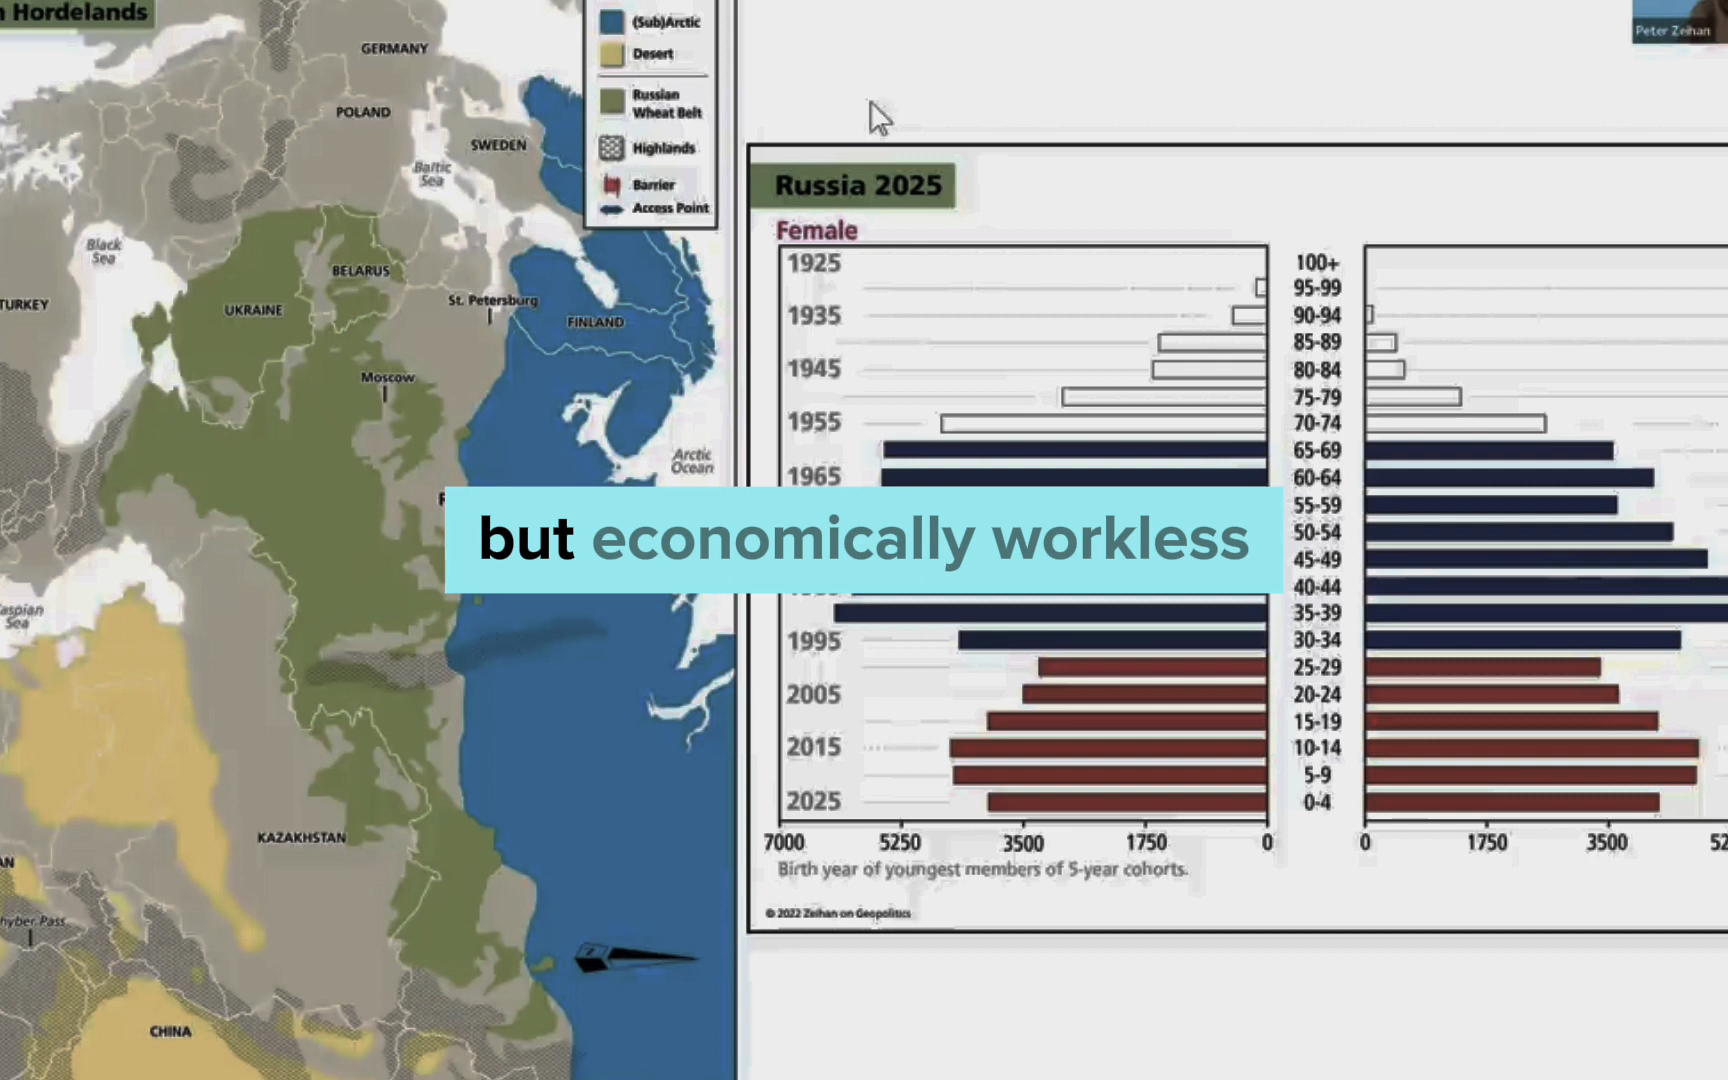 n Hordelands
GERMANY
POLAND
SWEDEN
Baltic
Sea
Black
Sea
TURKEY
UKRAINE
BELARUS
St. Petersburg
FINLAND
Moscow
Arctic
Ocean
aspian
Sea
KAZAKHSTAN
AN
hyber Pass
CHINA
(Sub)Arctic
Desert
Russian
Wheat Belt
Highlands
Barrier
Access Point
Peter Zeihan
Russia 2025
Female
1925
1935
1945
1955
1965
1995
2005
2015
2025
100+
95-99
90-94
85-89
80-84
75-79
70-74
65-69
60-64
55-59
50-54
45-49
40-44
35-39
30-34
25-29
20-24
15-19
10-14
5-9
0-4
7000 5250 3500 1750 0
0 1750 3500 52
Birth year of youngest members of 5-year cohorts.
© 2022 Zeihan on Geopolitics
but economically workless